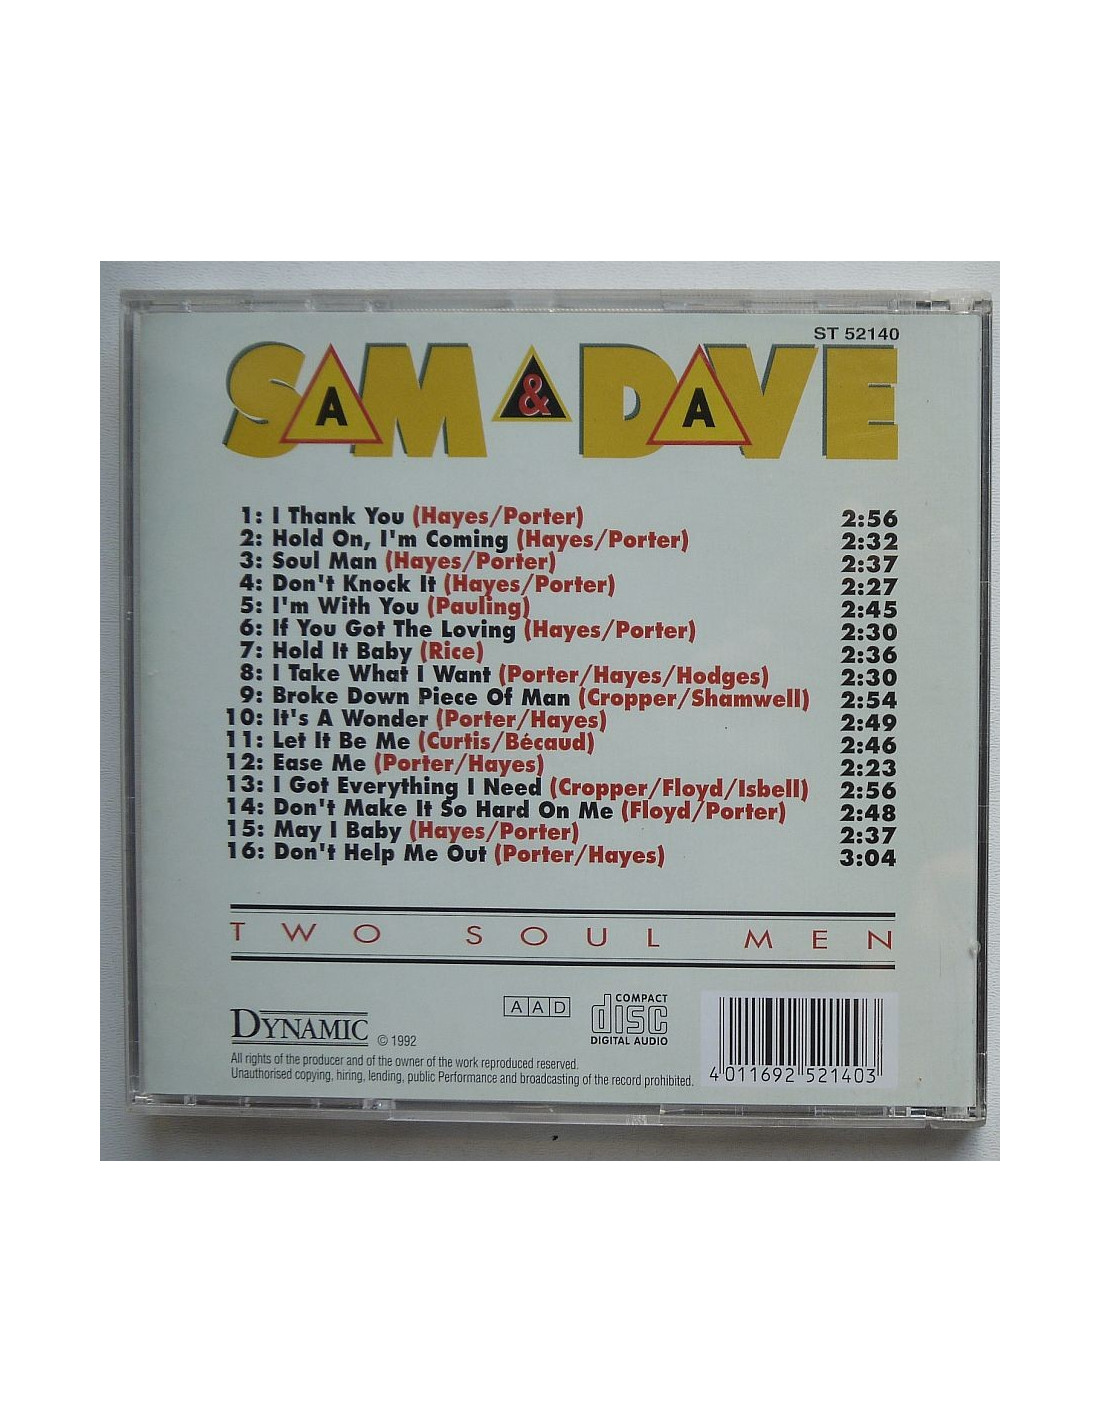 ST 52140
SAM & DAVE
1: I Thank You (Hayes/Porter) 2:56
2: Hold On, I'm Coming (Hayes/Porter) 2:32
3: Soul Man (Hayes/Porter) 2:37
4: Don't Knock It (Hayes/Porter) 2:27
5: I'm With You (Pauling) 2:45
6: If You Got The Loving (Hayes/Porter) 2:30
7: Hold It Baby (Rice) 2:36
8: I Take What I Want (Porter/Hayes/Hodges) 2:30
9: Broke Down Piece Of Man (Cropper/Shamwell) 2:54
10: It's A Wonder (Porter/Hayes) 2:49
11: Let It Be Me (Curtis/Bécaud) 2:46
12: Ease Me (Porter/Hayes) 2:23
13: I Got Everything I Need (Cropper/Floyd/Isbell) 2:56
14: Don't Make It So Hard On Me (Floyd/Porter) 2:48
15: May I Baby (Hayes/Porter) 2:37
16: Don't Help Me Out (Porter/Hayes) 3:04
TWO SOUL MEN
DYNAMIC © 1992
AAD
COMPACT
disc
DIGITAL AUDIO
All rights of the producer and of the owner of the work reproduced reserved.
Unauthorised copying, hiring, lending, public Performance and broadcasting of the record prohibited.
4 011692 521403